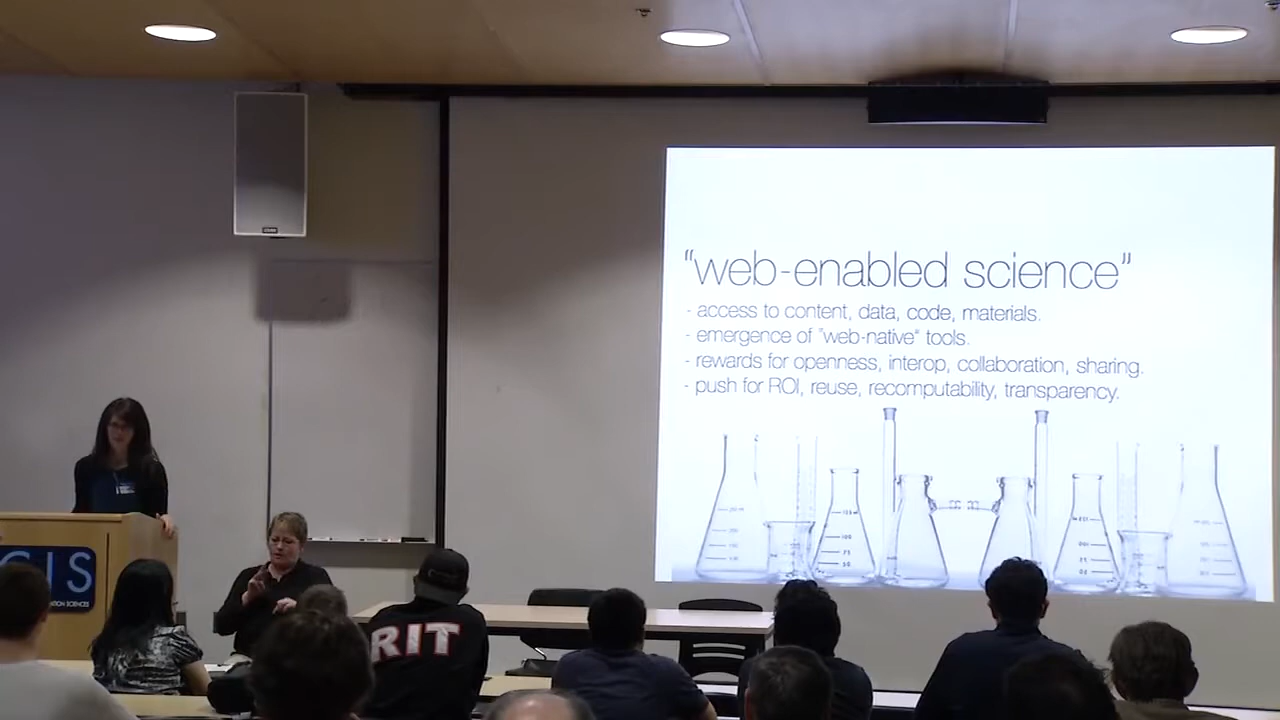 "web-enabled science"
- access to content, data, code, materials.
- emergence of "web-native" tools.
- rewards for openness, interop, collaboration, sharing.
- push for ROI, reuse, recomputability, transparency.
GIS
RIT